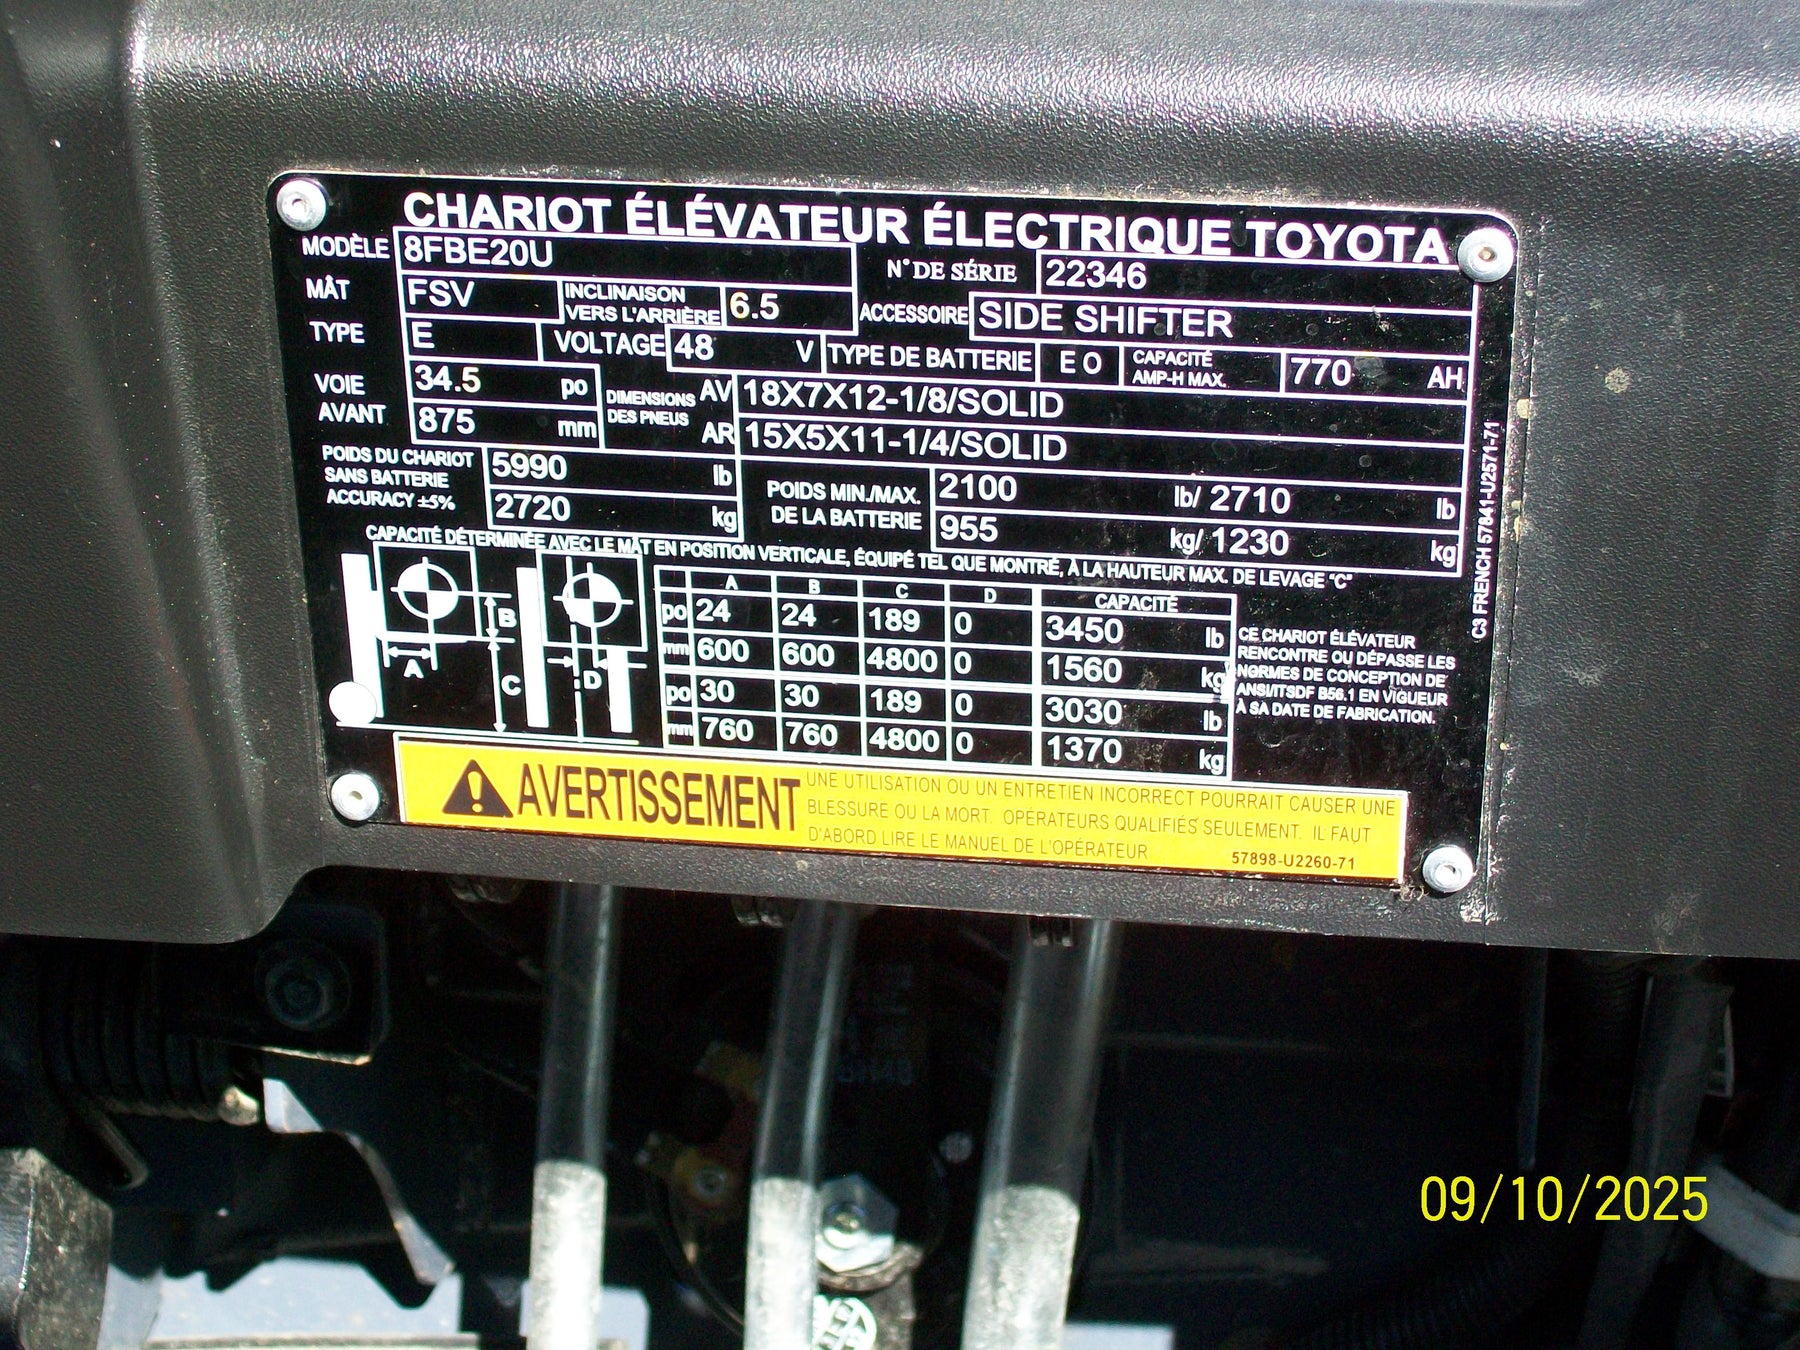 CHARIOT ÉLÉVATEUR ÉLECTRIQUE TOYOTA
MODÈLE 8FBE20U N° DE SÉRIE 22346
MÂT FSV INCLINAISON VERS L'ARRIÈRE 6.5 ACCESSOIRE SIDE SHIFTER
TYPE E VOLTAGE 48 V TYPE DE BATTERIE E O CAPACITÉ AMP-H MAX. 770 AH
VOIE AVANT 34.5 po DIMENSIONS DES PNEUS AV 18X7X12-1/8/SOLID
875 mm AR 15X5X11-1/4/SOLID
POIDS DU CHARIOT SANS BATTERIE ACCURACY ±5% 5990 lb POIDS MIN./MAX. DE LA BATTERIE 2100 lb/ 2710 lb
2720 kg 955 kg/ 1230 kg
CAPACITÉ DÉTERMINÉE AVEC LE MÂT EN POSITION VERTICALE, ÉQUIPÉ TEL QUE MONTRÉ, À LA HAUTEUR MAX. DE LEVAGE "C"
A B C D CAPACITÉ
po 24 24 189 0 3450 lb
mm 600 600 4800 0 1560 kg
po 30 30 189 0 3030 lb
mm 760 760 4800 0 1370 kg
B
A
C
D
CE CHARIOT ÉLÉVATEUR
RENCONTRE OU DÉPASSE LES
NORMES DE CONCEPTION DE
ANSI/ITSDF B56.1 EN VIGUEUR
À SA DATE DE FABRICATION.
C3 FRENCH 57841-U2571-71
AVERTISSEMENT
UNE UTILISATION OU UN ENTRETIEN INCORRECT POURRAIT CAUSER UNE
BLESSURE OU LA MORT. OPÉRATEURS QUALIFIÉS SEULEMENT. IL FAUT
D'ABORD LIRE LE MANUEL DE L'OPÉRATEUR
57898-U2260-71
09/10/2025